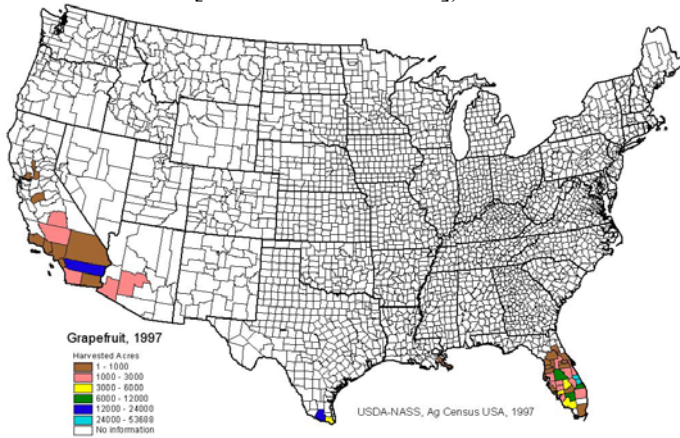 Grapefruit, 1997
Harvested Acres
1 - 1000
1000 - 3000
3000 - 6000
6000 - 12000
12000 - 24000
24000 - 53688
No information
USDA-NASS, Ag Census USA, 1997